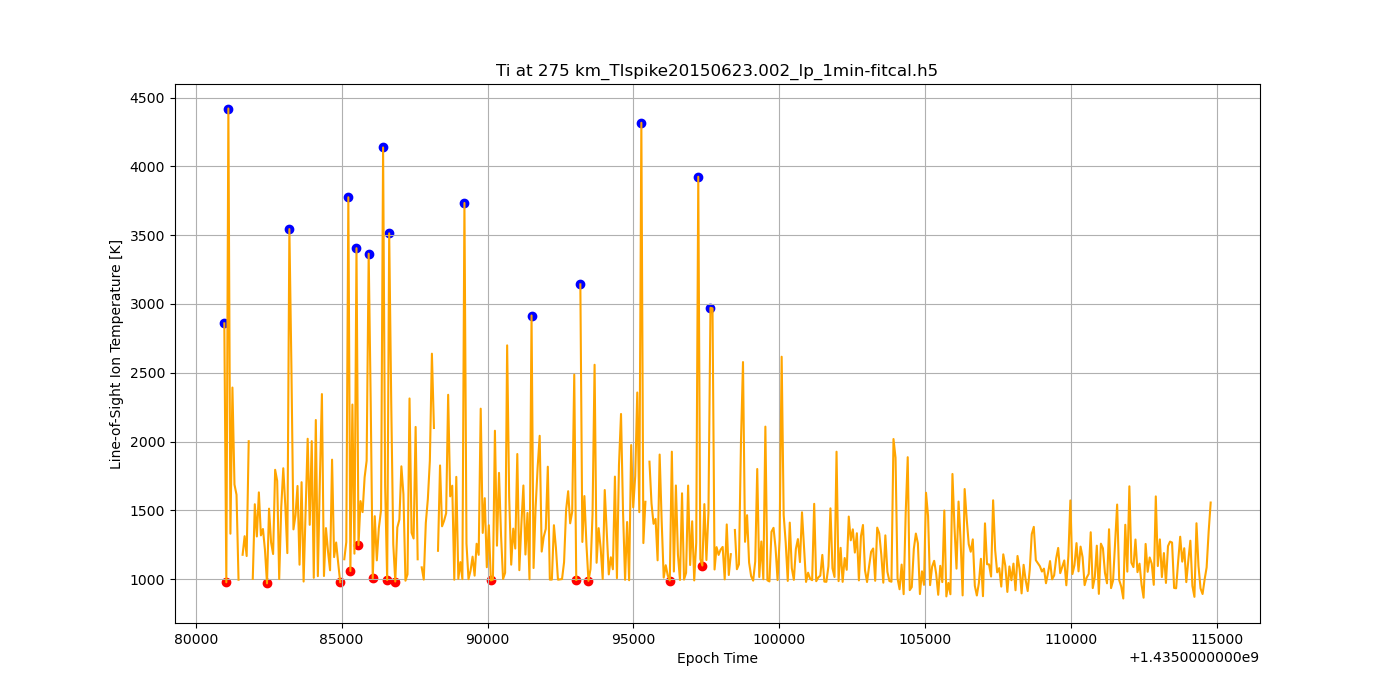 Ti at 275 km_TIspike20150623.002_lp_1min-fitcal.h5
4500
4000
3500
3000
2500
2000
1500
1000
Line-of-Sight Ion Temperature [K]
80000 85000 90000 95000 100000 105000 110000 115000
Epoch Time
+1.4350000000e9